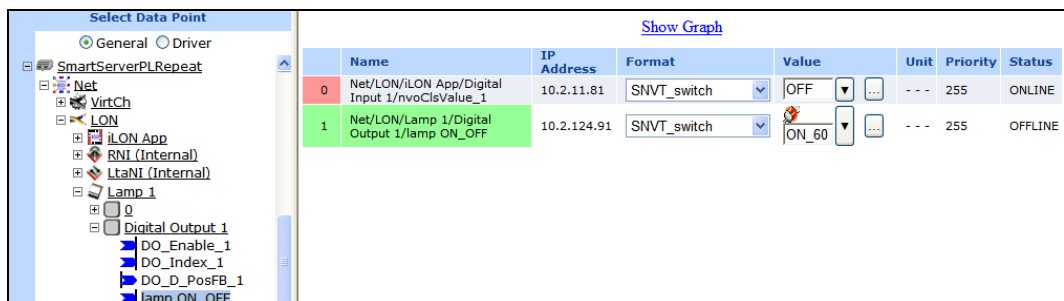 Select Data Point
General Driver
SmartServerPLRepeat
Net
VirtCh
LON
iLON App
RNI (Internal)
LtaNI (Internal)
Lamp 1
0
Digital Output 1
DO_Enable_1
DO_Index_1
DO_D_PosFB_1
lamp ON_OFF
Show Graph
Name IP Address Format Value Unit Priority Status
0 Net/LON/iLON App/Digital Input 1/nvoClsValue_1 10.2.11.81 SNVT_switch OFF ... - - - 255 ONLINE
1 Net/LON/Lamp 1/Digital Output 1/lamp ON_OFF 10.2.124.91 SNVT_switch ON_60 ... - - - 255 OFFLINE